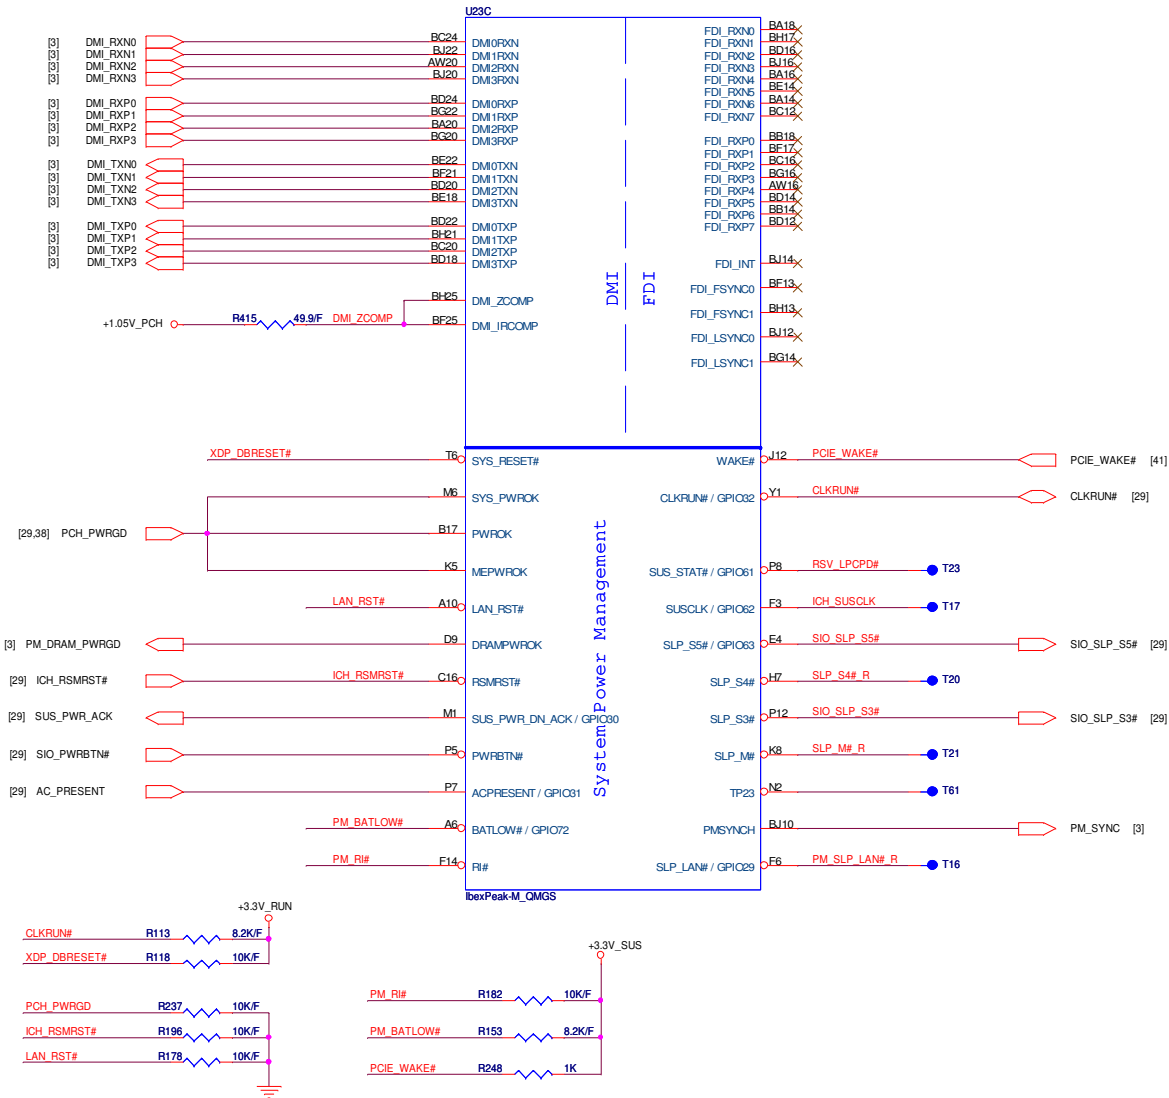 U23C
[3] DMI_RXN0 BC24 DMI0RXN
[3] DMI_RXN1 BJ22 DMI1RXN
[3] DMI_RXN2 AW20 DMI2RXN
[3] DMI_RXN3 BJ20 DMI3RXN
[3] DMI_RXP0 BD24 DMI0RXP
[3] DMI_RXP1 BG22 DMI1RXP
[3] DMI_RXP2 BA20 DMI2RXP
[3] DMI_RXP3 BG20 DMI3RXP
[3] DMI_TXN0 BE22 DMI0TXN
[3] DMI_TXN1 BF21 DMI1TXN
[3] DMI_TXN2 BD20 DMI2TXN
[3] DMI_TXN3 BE18 DMI3TXN
[3] DMI_TXP0 BD22 DMI0TXP
[3] DMI_TXP1 BH21 DMI1TXP
[3] DMI_TXP2 BC20 DMI2TXP
[3] DMI_TXP3 BD18 DMI3TXP
BH25 DMI_ZCOMP
+1.05V_PCH R415 49.9/F DMI_ZCOMP BF25 DMI_IRCOMP
FDI_RXN0 BA18
FDI_RXN1 BH17
FDI_RXN2 BD16
FDI_RXN3 BJ16
FDI_RXN4 BA16
FDI_RXN5 BE14
FDI_RXN6 BA14
FDI_RXN7 BC12
FDI_RXP0 BB18
FDI_RXP1 BF17
FDI_RXP2 BC16
FDI_RXP3 BG16
FDI_RXP4 AW16
FDI_RXP5 BD14
FDI_RXP6 BB14
FDI_RXP7 BD12
FDI_INT BJ14
FDI_FSYNC0 BF13
FDI_FSYNC1 BH13
FDI_LSYNC0 BJ12
FDI_LSYNC1 BG14
DMI
FDI
XDP_DBRESET# T6 SYS_RESET#
M6 SYS_PWROK
[29,38] PCH_PWRGD B17 PWROK
K5 MEPWROK
LAN_RST# A10 LAN_RST#
[3] PM_DRAM_PWRGD D9 DRAMPWROK
[29] ICH_RSMRST# ICH_RSMRST# C16 RSMRST#
[29] SUS_PWR_ACK M1 SUS_PWR_DN_ACK / GPIO30
[29] SIO_PWRBTN# P5 PWRBTN#
[29] AC_PRESENT P7 ACPRESENT / GPIO31
PM_BATLOW# A6 BATLOW# / GPIO72
PM_RI# F14 RI#
System Power Management
WAKE# J12 PCIE_WAKE# PCIE_WAKE# [41]
CLKRUN# / GPIO32 Y1 CLKRUN# CLKRUN# [29]
SUS_STAT# / GPIO61 P8 RSV_LPCPD# T23
SUSCLK / GPIO62 F3 ICH_SUSCLK T17
SLP_S5# / GPIO63 E4 SIO_SLP_S5# SIO_SLP_S5# [29]
SLP_S4# H7 SLP_S4#_R T20
SLP_S3# P12 SIO_SLP_S3# SIO_SLP_S3# [29]
SLP_M# K8 SLP_M#_R T21
TP23 N2 T61
PMSYNCH BJ10 PM_SYNC [3]
SLP_LAN# / GPIO29 F6 PM_SLP_LAN#_R T16
IbexPeak-M_QMGS
+3.3V_RUN
CLKRUN# R113 8.2K/F
XDP_DBRESET# R118 10K/F
PCH_PWRGD R237 10K/F
ICH_RSMRST# R196 10K/F
LAN_RST# R178 10K/F
+3.3V_SUS
PM_RI# R182 10K/F
PM_BATLOW# R153 8.2K/F
PCIE_WAKE# R248 1K